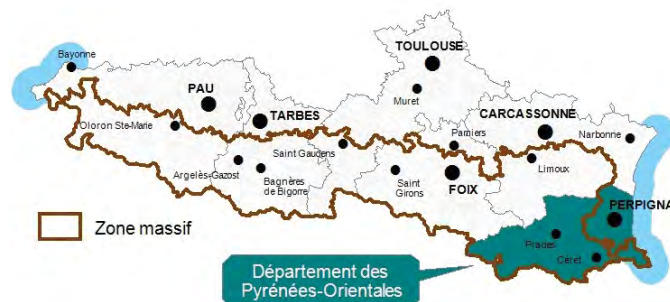 Bayonne
TOULOUSE
PAU
Muret
TARBES
CARCASSONNE
Oloron Ste-Marie
Pamiers
Narbonne
Saint Gaudens
Argelès-Gazost
Bagnères
de Bigorre
Saint
Girons
FOIX
Limoux
Zone massif
PERPIGNA
Prades
Céret
Département des
Pyrénées-Orientales